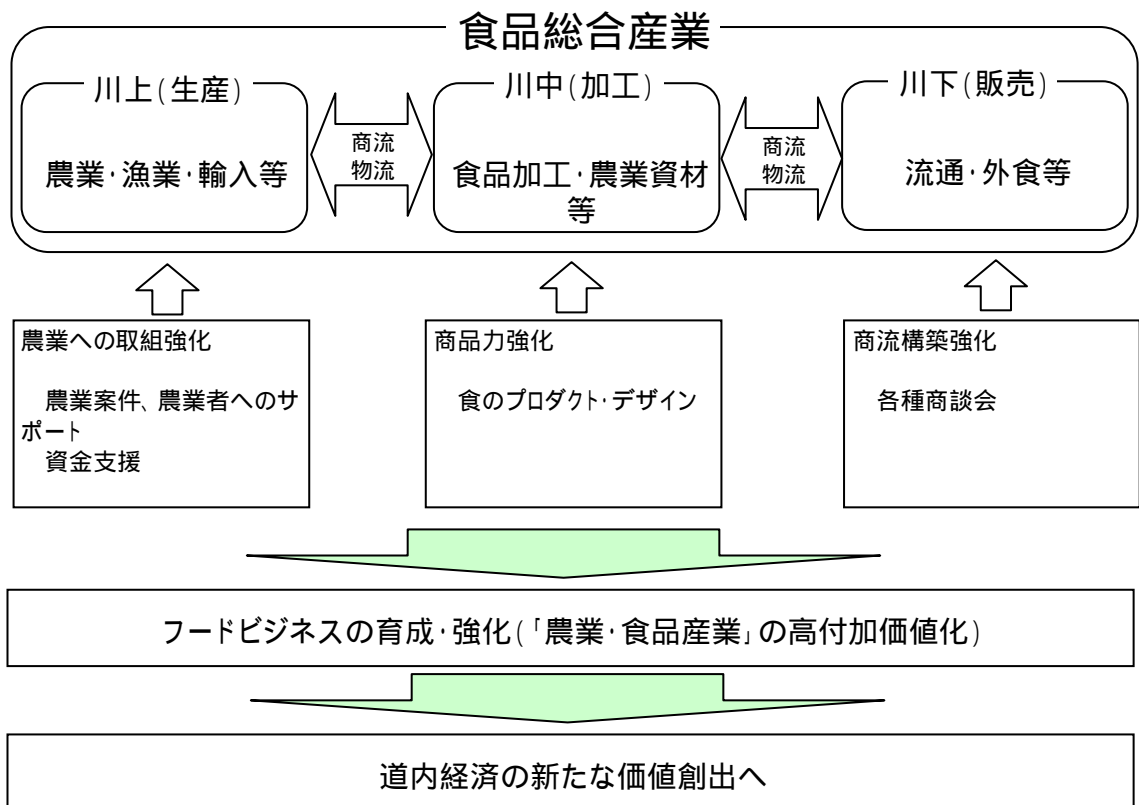 食品総合産業
川上(生産)
農業・漁業・輸入等
商流
物流
川中(加工)
食品加工・農業資材
等
商流
物流
川下(販売)
流通・外食等
農業への取組強化
農業案件、農業者へのサ
ポート
資金支援
商品力強化
食のプロダクト・デザイン
商流構築強化
各種商談会
フードビジネスの育成・強化(「農業・食品産業」の高付加価値化)
道内経済の新たな価値創出へ